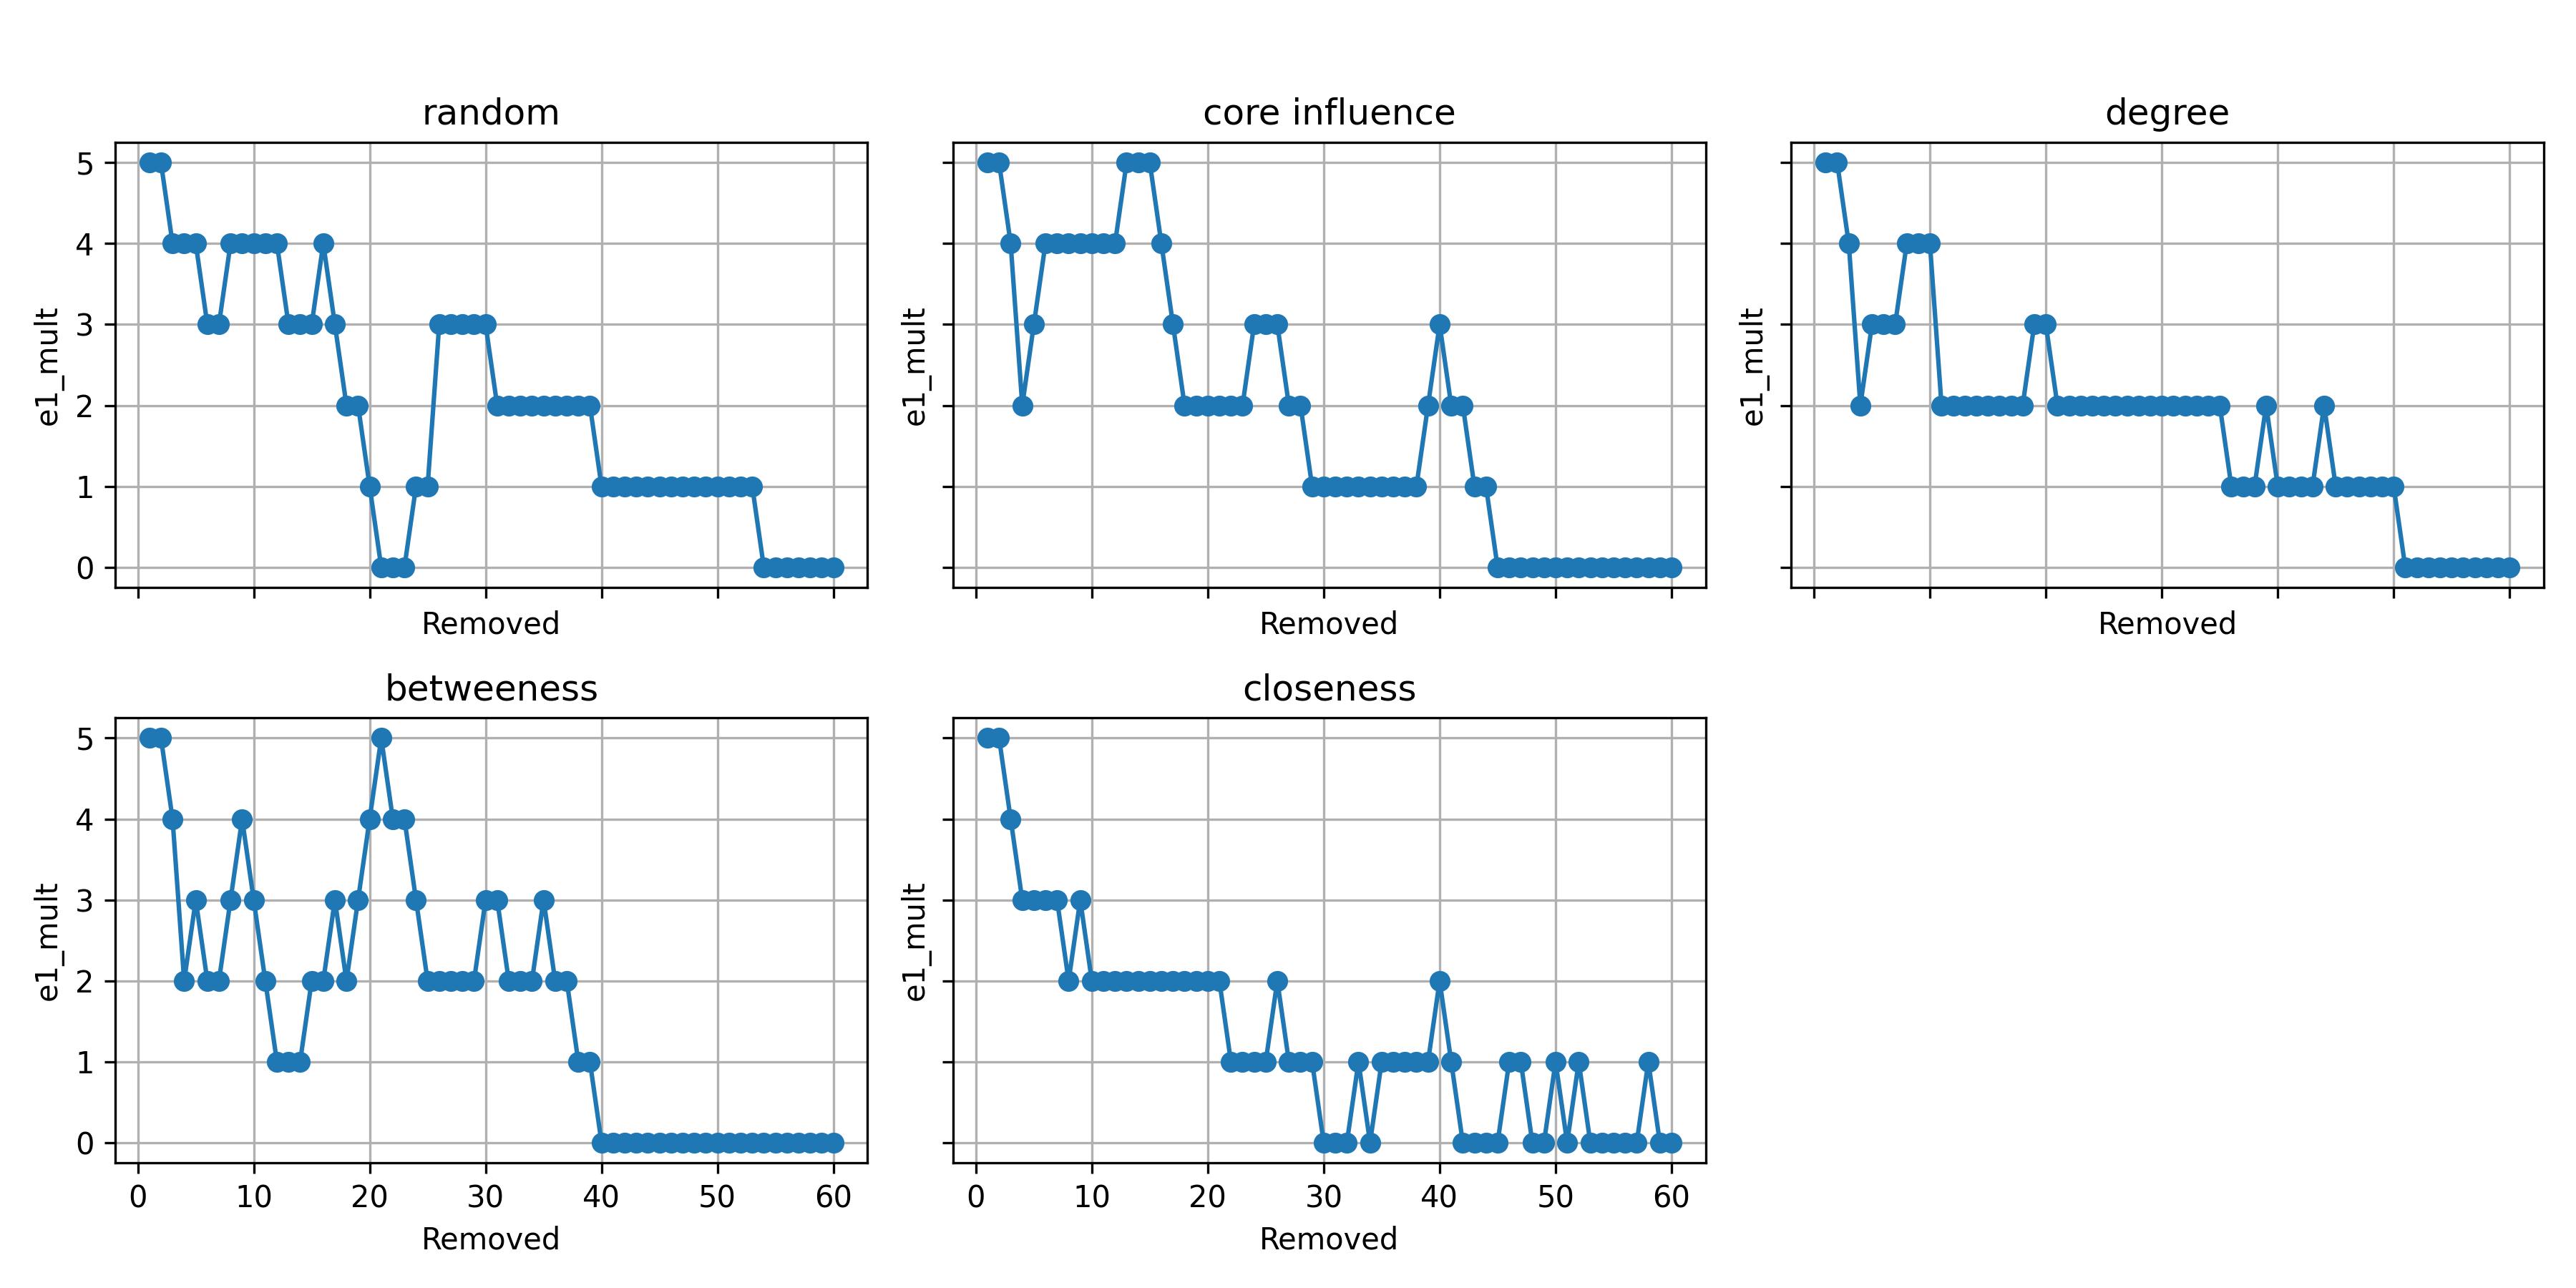 random
core influence
degree
5
4
3
2
1
0
e1_mult
e1_mult
e1_mult
Removed
Removed
Removed
betweeness
closeness
5
4
3
2
1
0
e1_mult
e1_mult
0 10 20 30 40 50 60
0 10 20 30 40 50 60
Removed
Removed